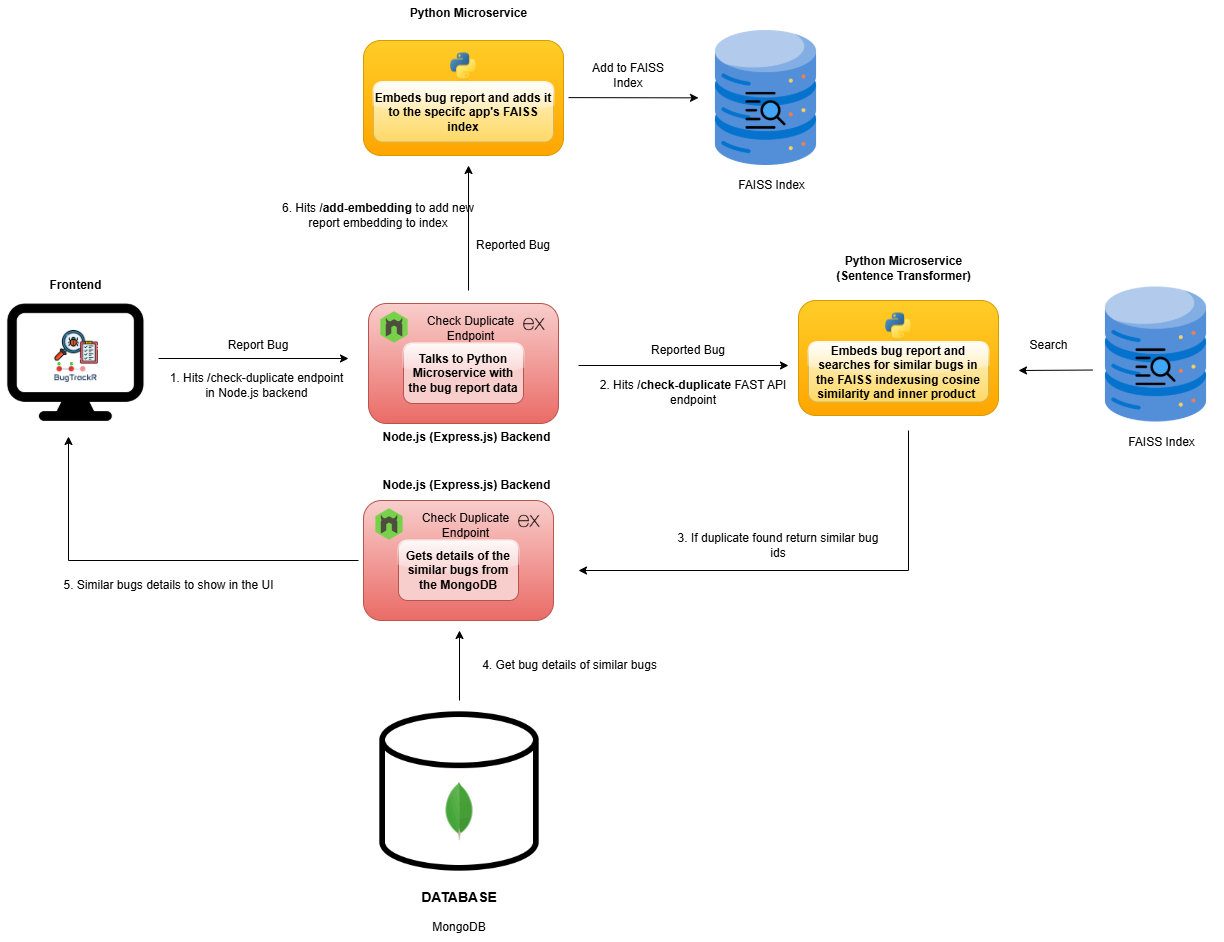 Python Microservice
Embeds bug report and adds it
to the specifc app's FAISS
index
Add to FAISS
Index
FAISS Index
6. Hits /add-embedding to add new
report embedding to index
Reported Bug
Frontend
BugTrackR
Report Bug
1. Hits /check-duplicate endpoint
in Node.js backend
Check Duplicate
Endpoint
ex
Talks to Python
Microservice with
the bug report data
Node.js (Express.js) Backend
Reported Bug
2. Hits /check-duplicate FAST API
endpoint
Python Microservice
(Sentence Transformer)
Embeds bug report and
searches for similar bugs in
the FAISS indexusing cosine
similarity and inner product
Search
FAISS Index
Node.js (Express.js) Backend
Check Duplicate
Endpoint
ex
Gets details of the
similar bugs from
the MongoDB
3. If duplicate found return similar bug
ids
5. Similar bugs details to show in the UI
4. Get bug details of similar bugs
DATABASE
MongoDB